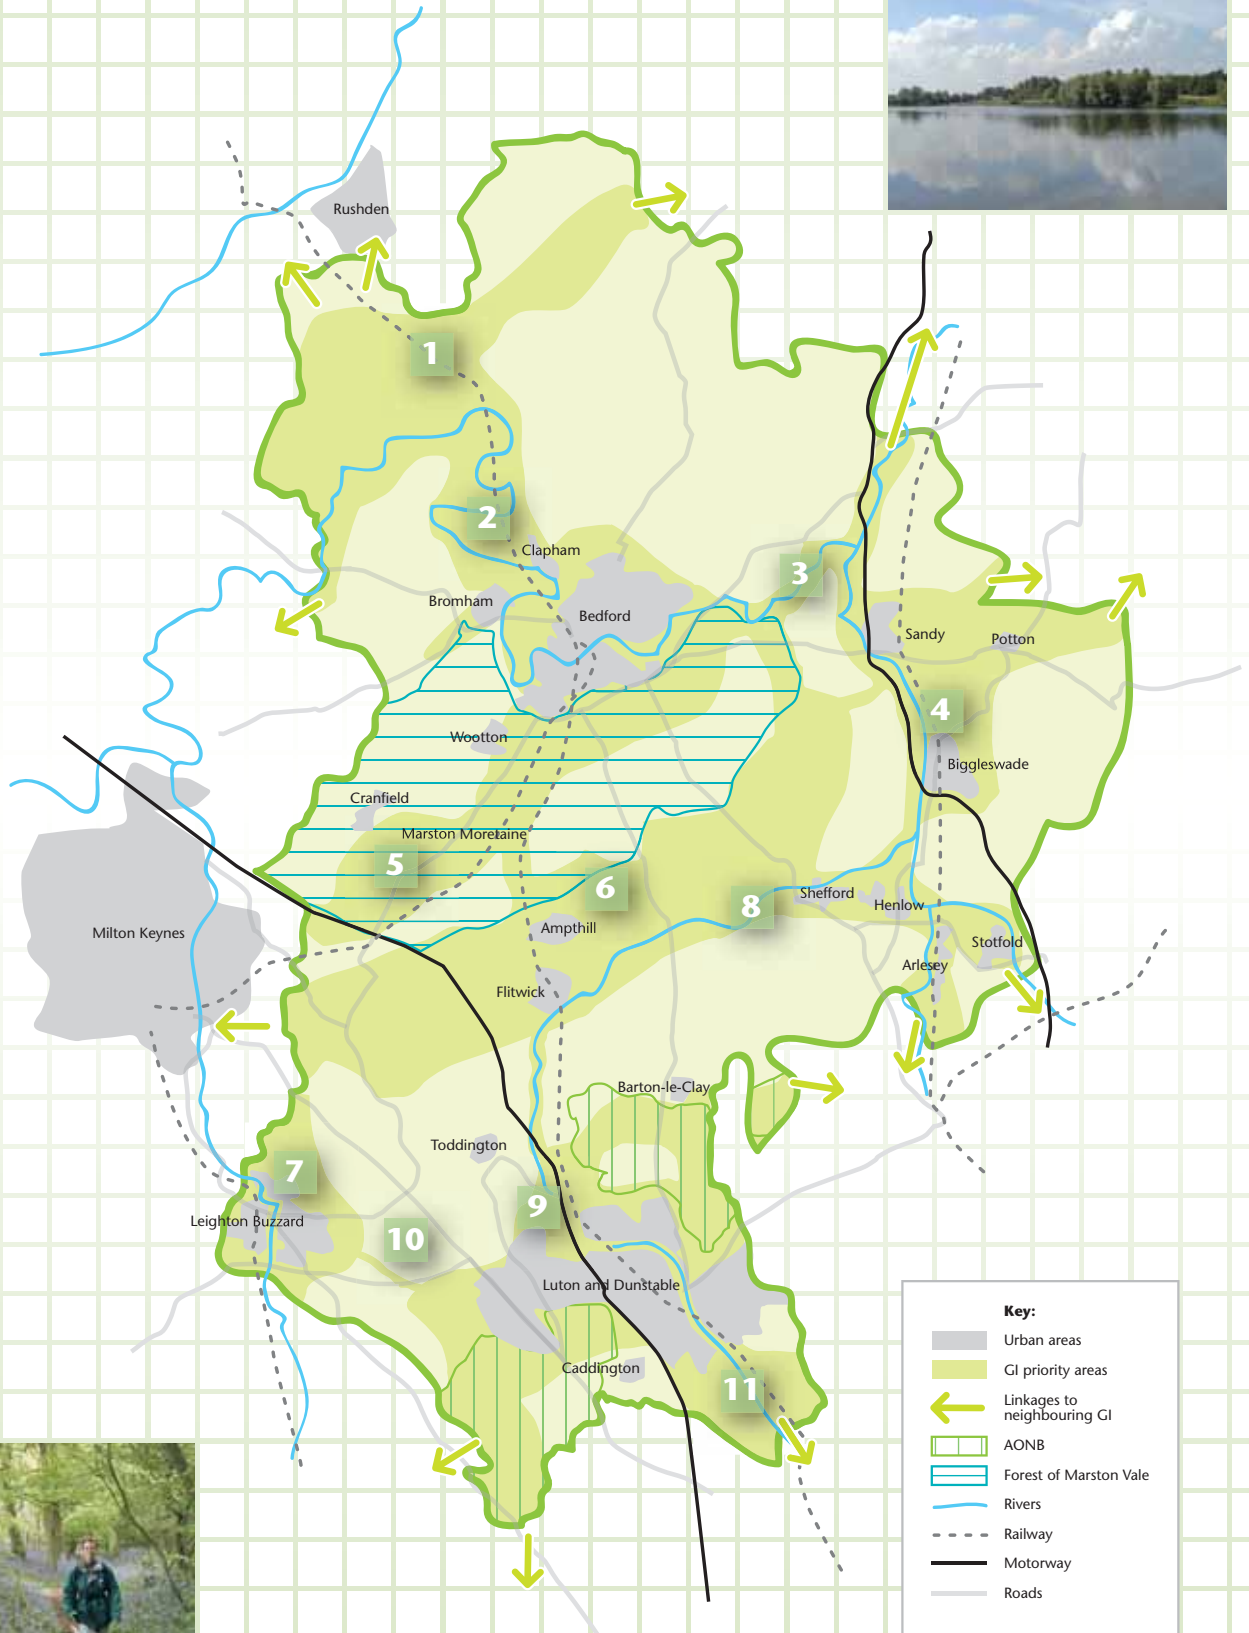 Rushden
1
2
Clapham
3
Bromham
Bedford
Sandy
Potton
4
Wootton
Biggleswade
Cranfield
Marston Moretaine
5
6
8
Shefford
Henlow
Milton Keynes
Ampthill
Stotfold
Arlesey
Flitwick
Barton-le-Clay
Toddington
7
9
Leighton Buzzard
10
Luton and Dunstable
Caddington
11
Key:
Urban areas
GI priority areas
Linkages to
neighbouring GI
AONB
Forest of Marston Vale
Rivers
Railway
Motorway
Roads